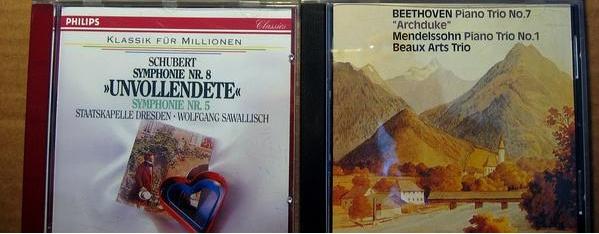 PHILIPS
Classics
KLASSIK FÜR MILLIONEN
SCHUBERT
SYMPHONIE NR. 8
»UNVOLLENDETE«
SYMPHONIE NR. 5
STAATSKAPELLE DRESDEN · WOLFGANG SAWALLISCH
BEETHOVEN Piano Trio No.7
"Archduke"
Mendelssohn Piano Trio No.1
Beaux Arts Trio